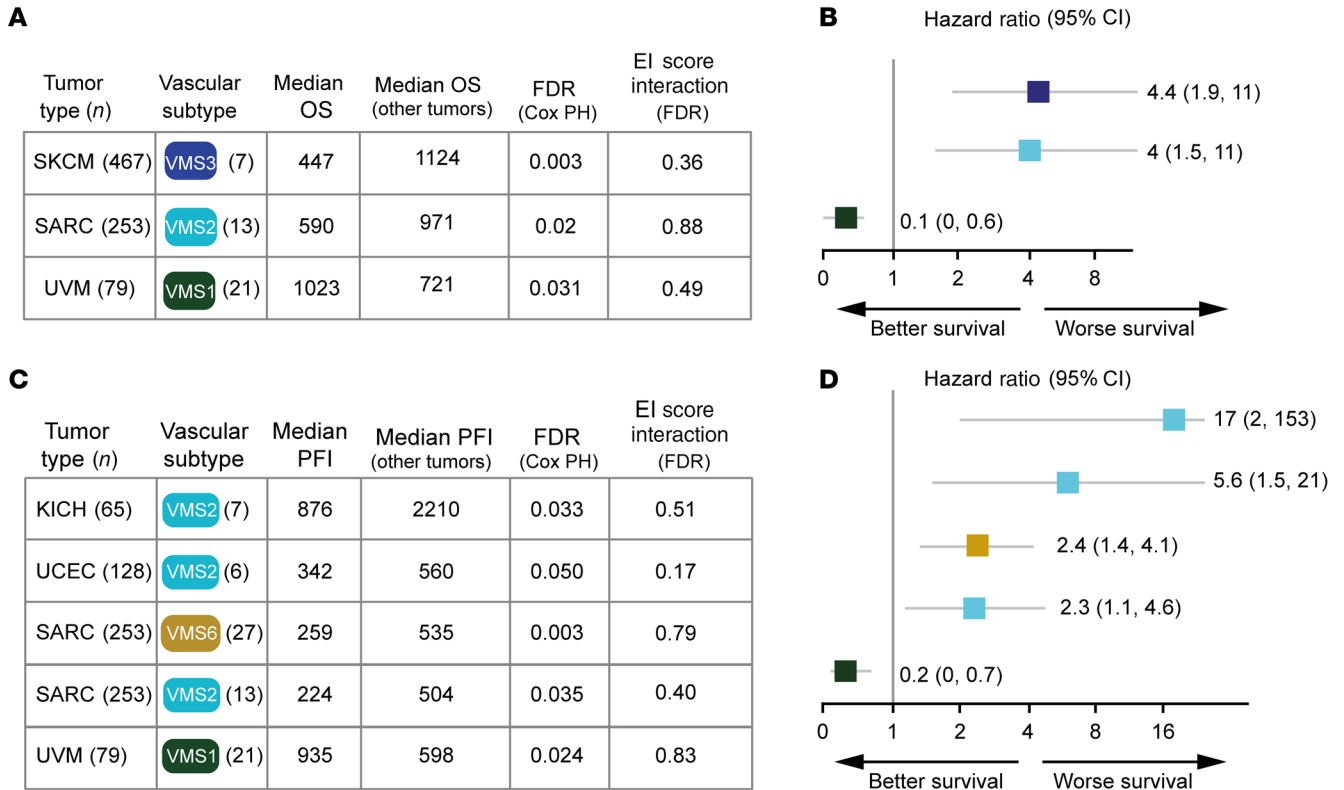 A
Tumor type (n) Vascular subtype Median OS Median OS (other tumors) FDR (Cox PH) EI score interaction (FDR)
SKCM (467) VMS3 (7) 447 1124 0.003 0.36
SARC (253) VMS2 (13) 590 971 0.02 0.88
UVM (79) VMS1 (21) 1023 721 0.031 0.49
B
Hazard ratio (95% CI)
4.4 (1.9, 11)
4 (1.5, 11)
0.1 (0, 0.6)
0 1 2 4 8
Better survival Worse survival
C
Tumor type (n) Vascular subtype Median PFI Median PFI (other tumors) FDR (Cox PH) EI score interaction (FDR)
KICH (65) VMS2 (7) 876 2210 0.033 0.51
UCEC (128) VMS2 (6) 342 560 0.050 0.17
SARC (253) VMS6 (27) 259 535 0.003 0.79
SARC (253) VMS2 (13) 224 504 0.035 0.40
UVM (79) VMS1 (21) 935 598 0.024 0.83
D
Hazard ratio (95% CI)
17 (2, 153)
5.6 (1.5, 21)
2.4 (1.4, 4.1)
2.3 (1.1, 4.6)
0.2 (0, 0.7)
0 1 2 4 8 16
Better survival Worse survival